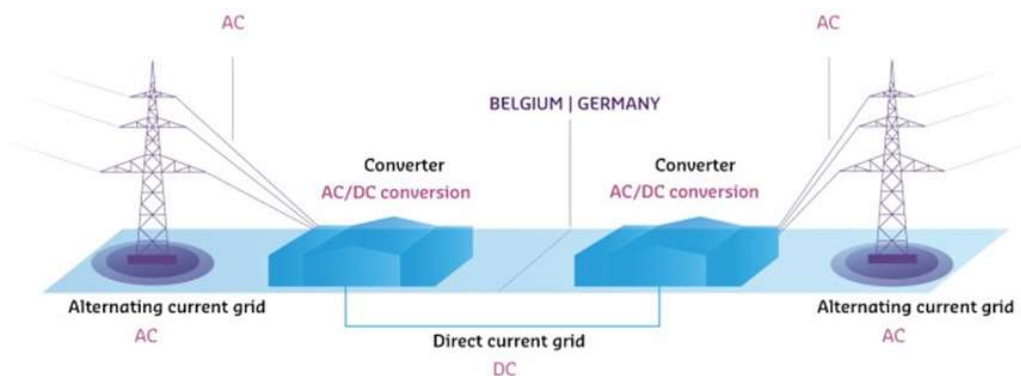 AC
AC
BELGIUM | GERMANY
Converter
AC/DC conversion
Converter
AC/DC conversion
Alternating current grid
AC
Direct current grid
DC
Alternating current grid
AC